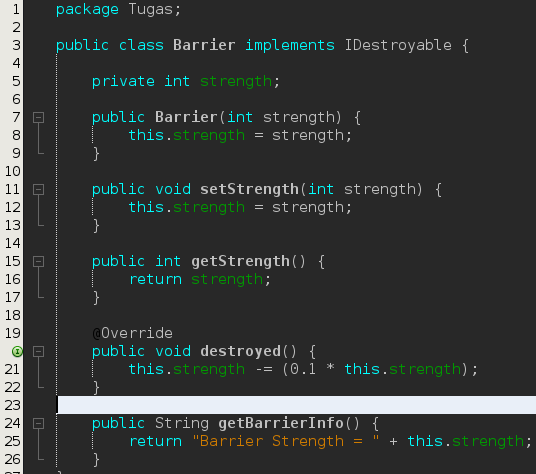 1 package Tugas;
2
3 public class Barrier implements IDestroyable {
4
5 private int strength;
6
7 public Barrier(int strength) {
8 this.strength = strength;
9 }
10
11 public void setStrength(int strength) {
12 this.strength = strength;
13 }
14
15 public int getStrength() {
16 return strength;
17 }
18
19 @Override
public void destroyed() {
21 this.strength -= (0.1 * this.strength);
22 }
23
24 public String getBarrierInfo() {
25 return "Barrier Strength = " + this.strength;
26 }